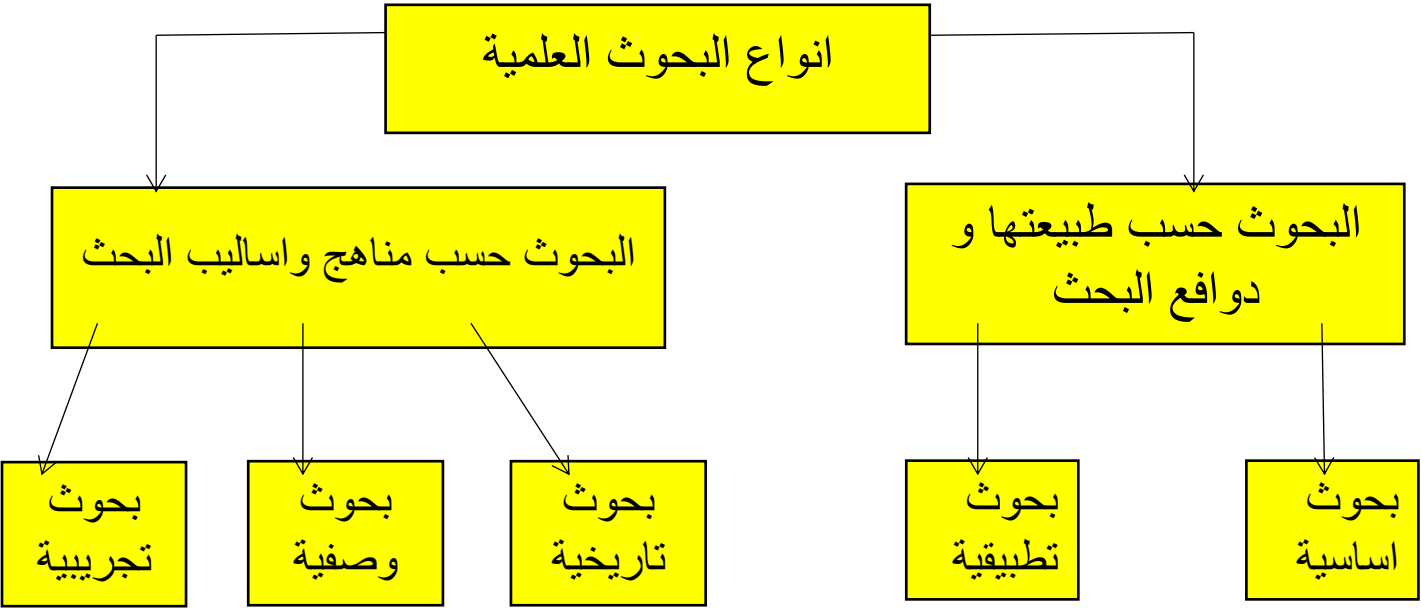 انواع البحوث العلمية
البحوث حسب طبيعتها و
دوافع البحث
البحوث حسب مناهج واساليب البحث
بحوث
اساسية
بحوث
تطبيقية
بحوث
تاريخية
بحوث
وصفية
بحوث
تجريبية